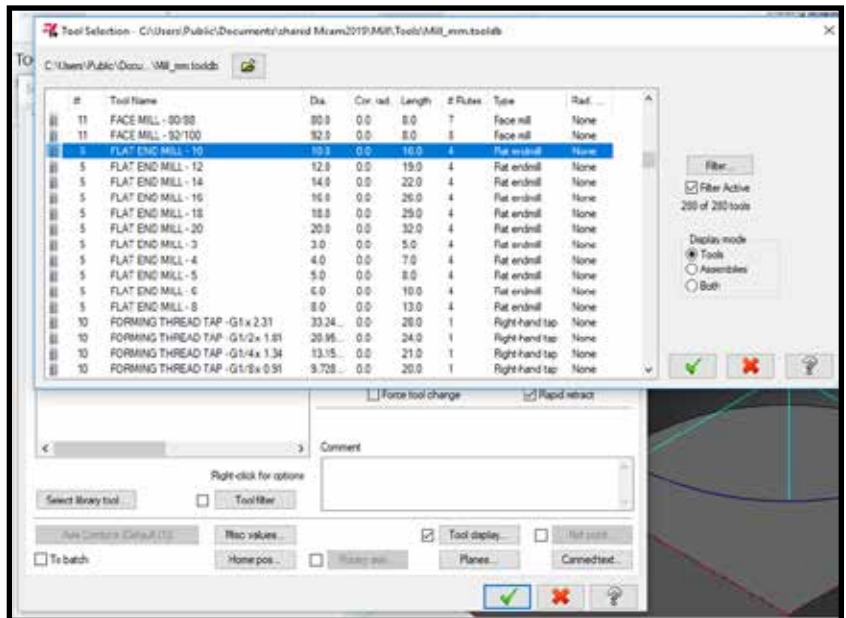 Tool Selection - C:\Users\Public\Documents\shared Mcam2019\Mill\Tools\Mill_mm.tooldb
C:\Users\Public\Docu...\Mill_mm.tooldb
# Tool Name Dia. Cor. rad. Length # Flutes Type Rad. ...
11 FACE MILL - 80/88 80.0 0.0 8.0 7 Face mill None
11 FACE MILL - 92/100 92.0 0.0 8.0 8 Face mill None
5 FLAT END MILL - 10 10.0 0.0 16.0 4 Flat endmill None
5 FLAT END MILL - 12 12.0 0.0 19.0 4 Flat endmill None
5 FLAT END MILL - 14 14.0 0.0 22.0 4 Flat endmill None
5 FLAT END MILL - 16 16.0 0.0 26.0 4 Flat endmill None
5 FLAT END MILL - 18 18.0 0.0 29.0 4 Flat endmill None
5 FLAT END MILL - 20 20.0 0.0 32.0 4 Flat endmill None
5 FLAT END MILL - 3 3.0 0.0 5.0 4 Flat endmill None
5 FLAT END MILL - 4 4.0 0.0 7.0 4 Flat endmill None
5 FLAT END MILL - 5 5.0 0.0 8.0 4 Flat endmill None
5 FLAT END MILL - 6 6.0 0.0 10.0 4 Flat endmill None
5 FLAT END MILL - 8 8.0 0.0 13.0 4 Flat endmill None
10 FORMING THREAD TAP - G1 x 2.31 33.24... 0.0 28.0 1 Right-hand tap None
10 FORMING THREAD TAP - G1/2 x 1.81 20.95... 0.0 24.0 1 Right-hand tap None
10 FORMING THREAD TAP - G1/4 x 1.34 13.15... 0.0 21.0 1 Right-hand tap None
10 FORMING THREAD TAP - G1/8 x 0.91 9.728... 0.0 20.0 1 Right-hand tap None
Filter...
Filter Active
280 of 280 tools
Display mode
Tools
Assemblies
Both
To
Force tool change Rapid retract
Comment
Right-click for options
Select library tool... Tool filter
Axis Control
Misc values... Tool display... Ref point...
To batch Home pos... Rotary axis... Planes... Canned text...